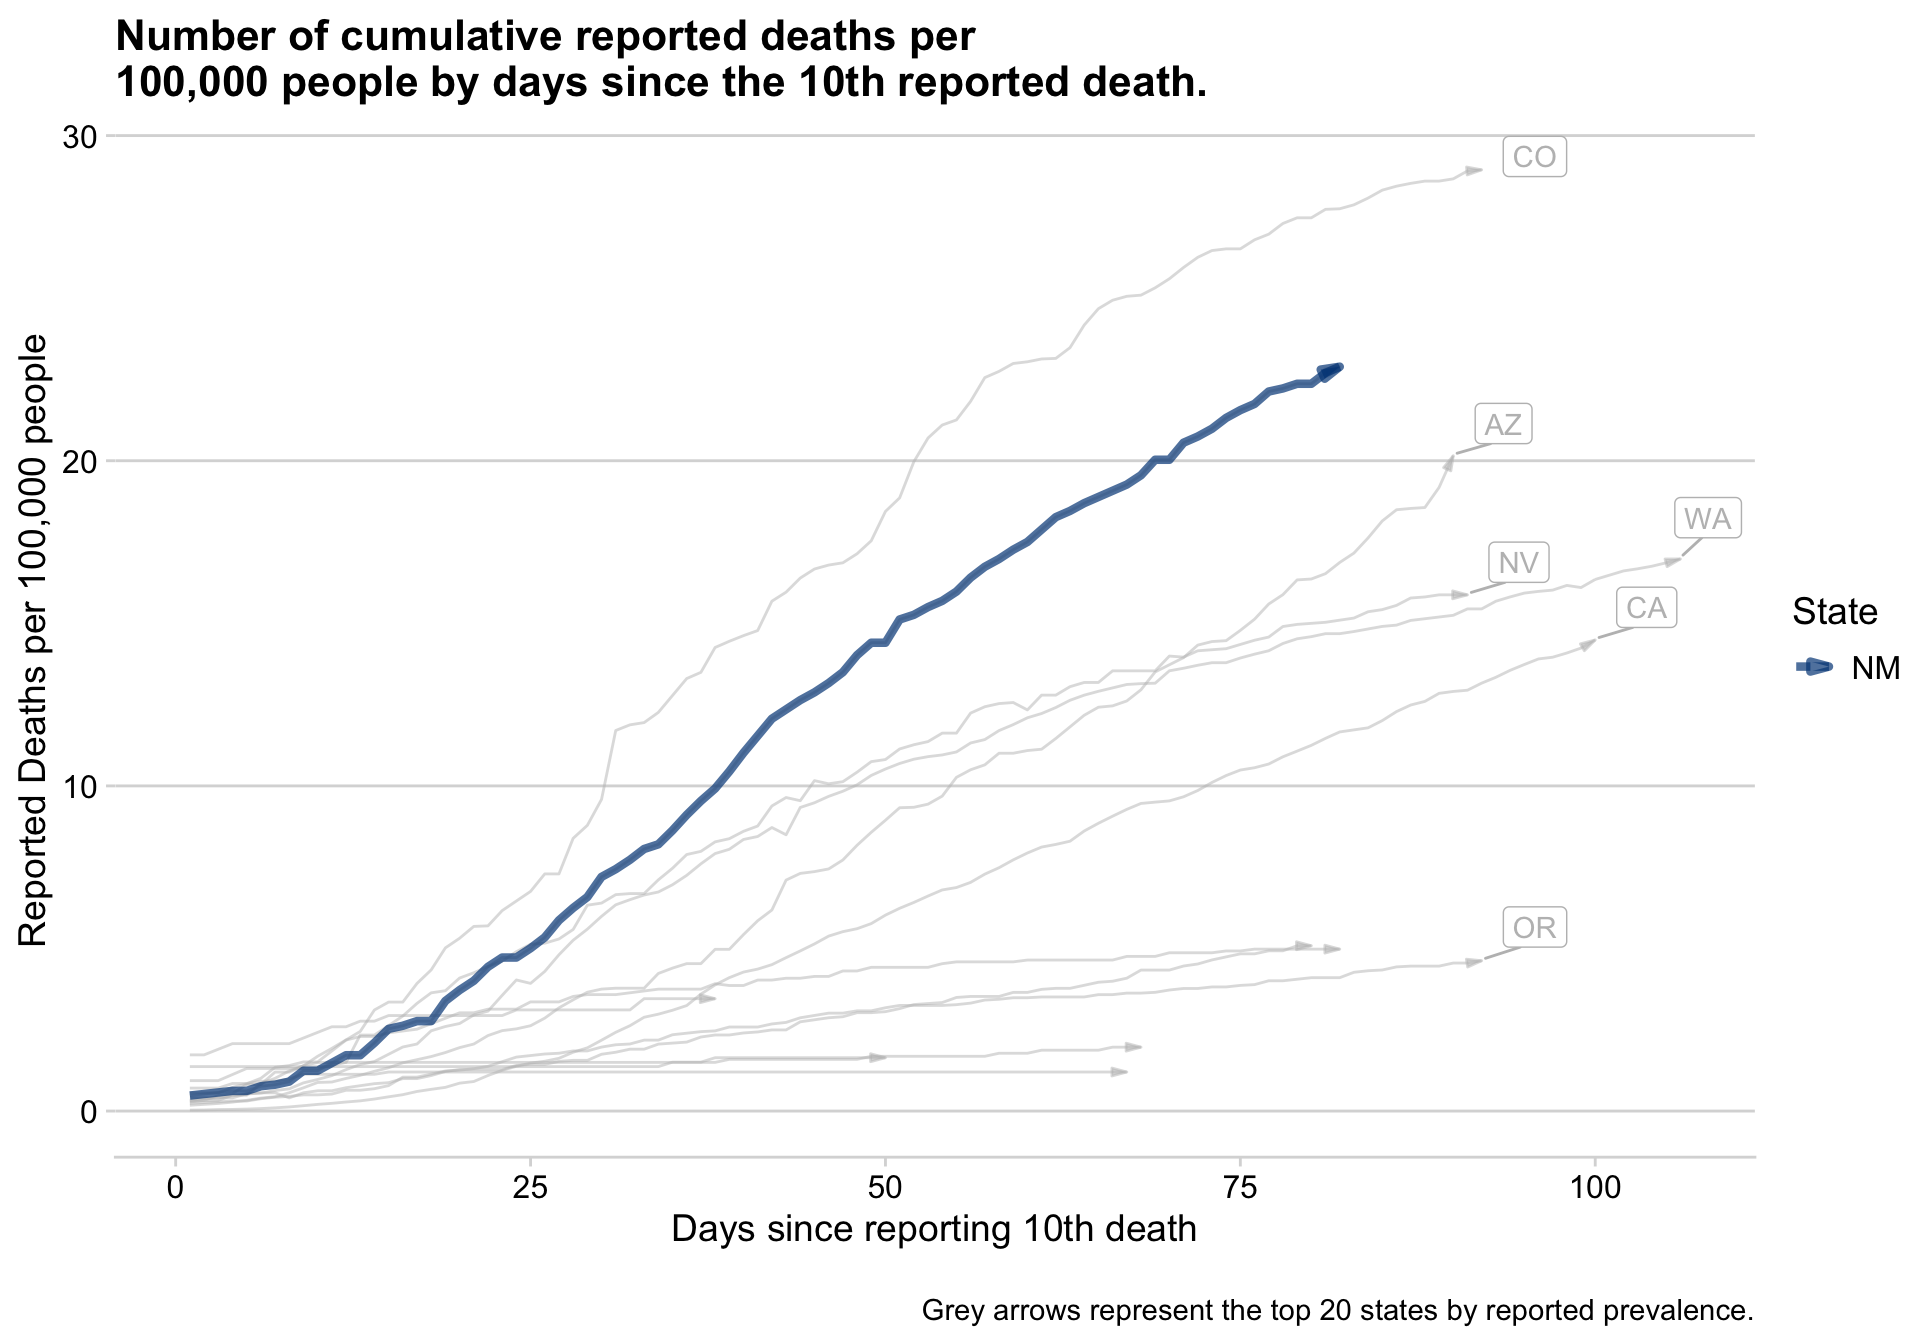 Number of cumulative reported deaths per
100,000 people by days since the 10th reported death.
Reported Deaths per 100,000 people
30
20
10
0
CO
AZ
WA
NV
CA
OR
State
NM
0 25 50 75 100
Days since reporting 10th death
Grey arrows represent the top 20 states by reported prevalence.